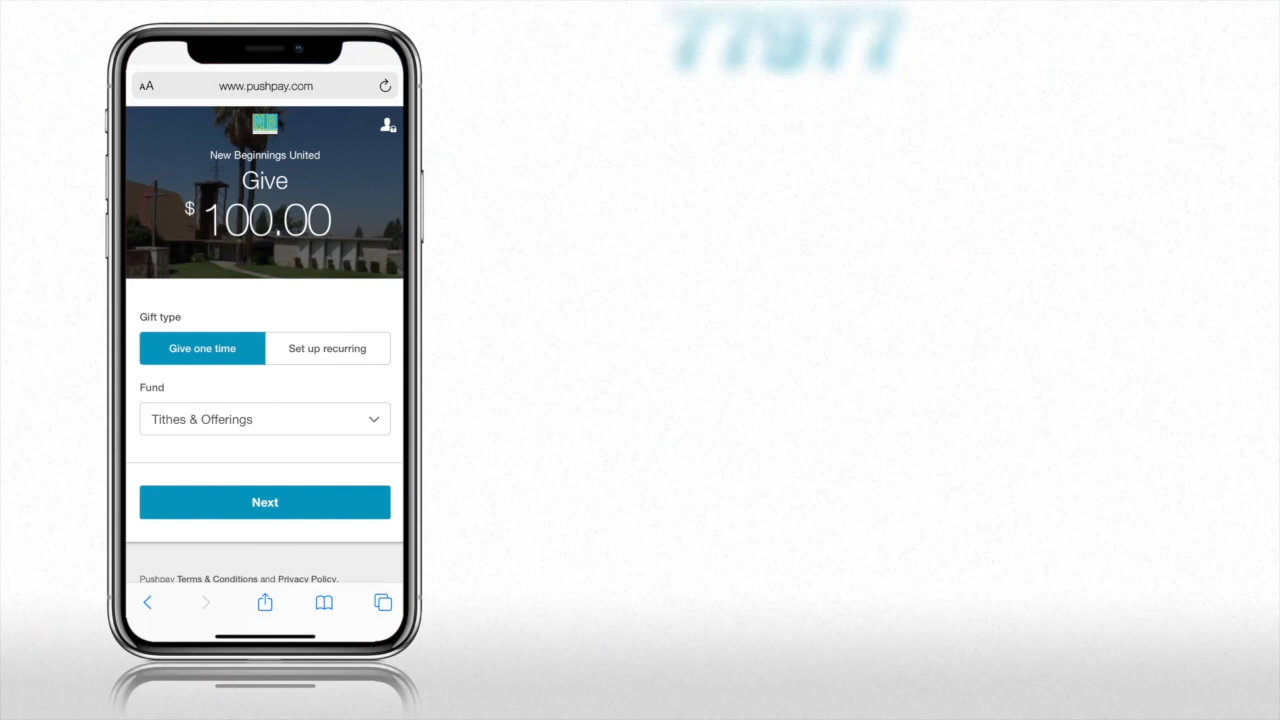 77977
AA www.pushpay.com
New Beginnings United
Give
$ 100.00
Gift type
Give one time Set up recurring
Fund
Tithes & Offerings
Next
Pushpay Terms & Conditions and Privacy Policy.